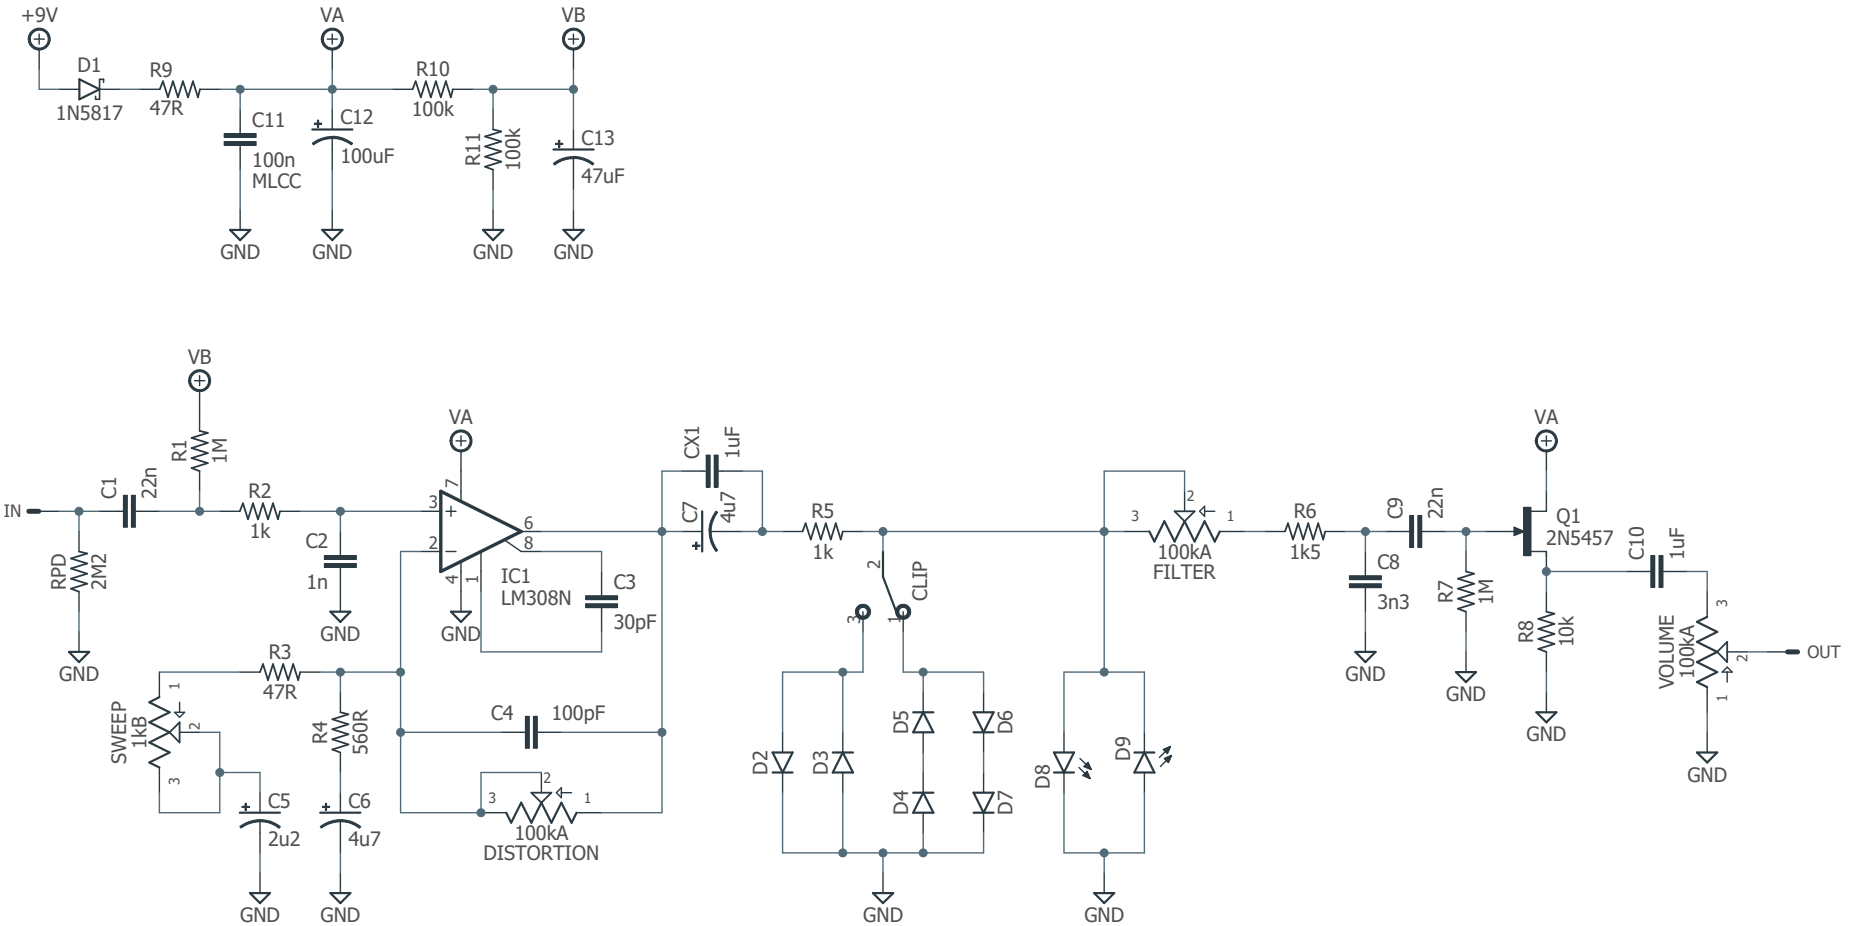 +9V
VA
VB
D1
1N5817
R9
47R
C11
100n
MLCC
C12
100uF
R10
100k
R11
100k
C13
47uF
GND
GND
GND
GND
VB
R1
1M
IN
C1
22n
RPD
2M2
GND
R2
1k
C2
1n
GND
VA
7
3
+
2
−
6
8
4
1
IC1
LM308N
GND
C3
30pF
R3
47R
SWEEP
1kB
1
2
3
R4
560R
C5
2u2
C6
4u7
GND
GND
C4
100pF
3
2
1
100kA
DISTORTION
CX1
1uF
C7
4u7
R5
1k
2
CLIP
3
1
D2
D3
D5
D4
D6
D7
GND
D8
D9
GND
3
2
1
100kA
FILTER
R6
1k5
C8
3n3
GND
C9
22n
R7
1M
GND
VA
Q1
2N5457
R8
10k
GND
C10
1uF
VOLUME
100kA
3
2
1
OUT
GND